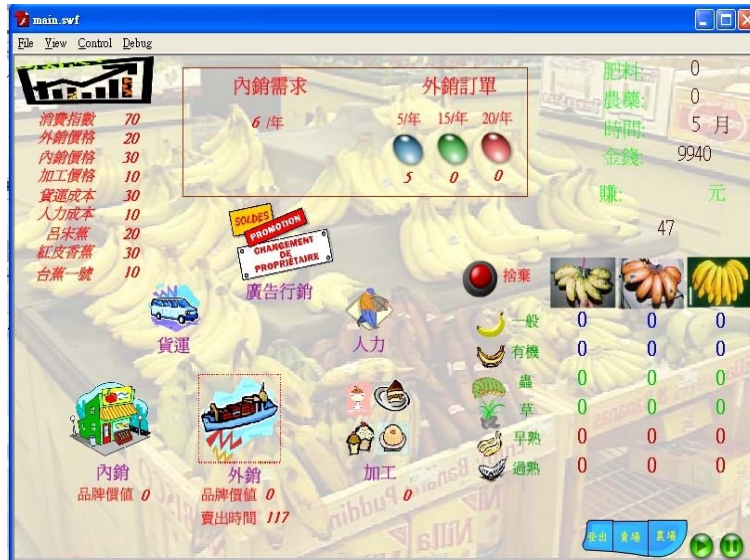 main.swf
File View Control Debug
消費指數 70
外銷價格 20
內銷價格 30
加工價格 10
貨運成本 30
人力成本 10
呂宋蕉 20
紅皮香蕉 30
台蕉一號 10
內銷需求
6 /年
外銷訂單
5/年 15/年 20/年
5 0 0
肥料: 0
農藥: 0
時間: 5 月
金錢: 9940
賺: 元
47
SOLDES
PROMOTION
CHANGEMENT
DE
PROPRIÉTAIRE
廣告行銷
貨運
人力
捨棄
一般 0 0 0
有機 0 0 0
蟲 0 0 0
草 0 0 0
早熟 0 0 0
過熟 0 0 0
內銷
品牌價值 0
外銷
品牌價值 0
賣出時間 117
加工
0
登出 賣場 農場
Banana Pudding
Nilla